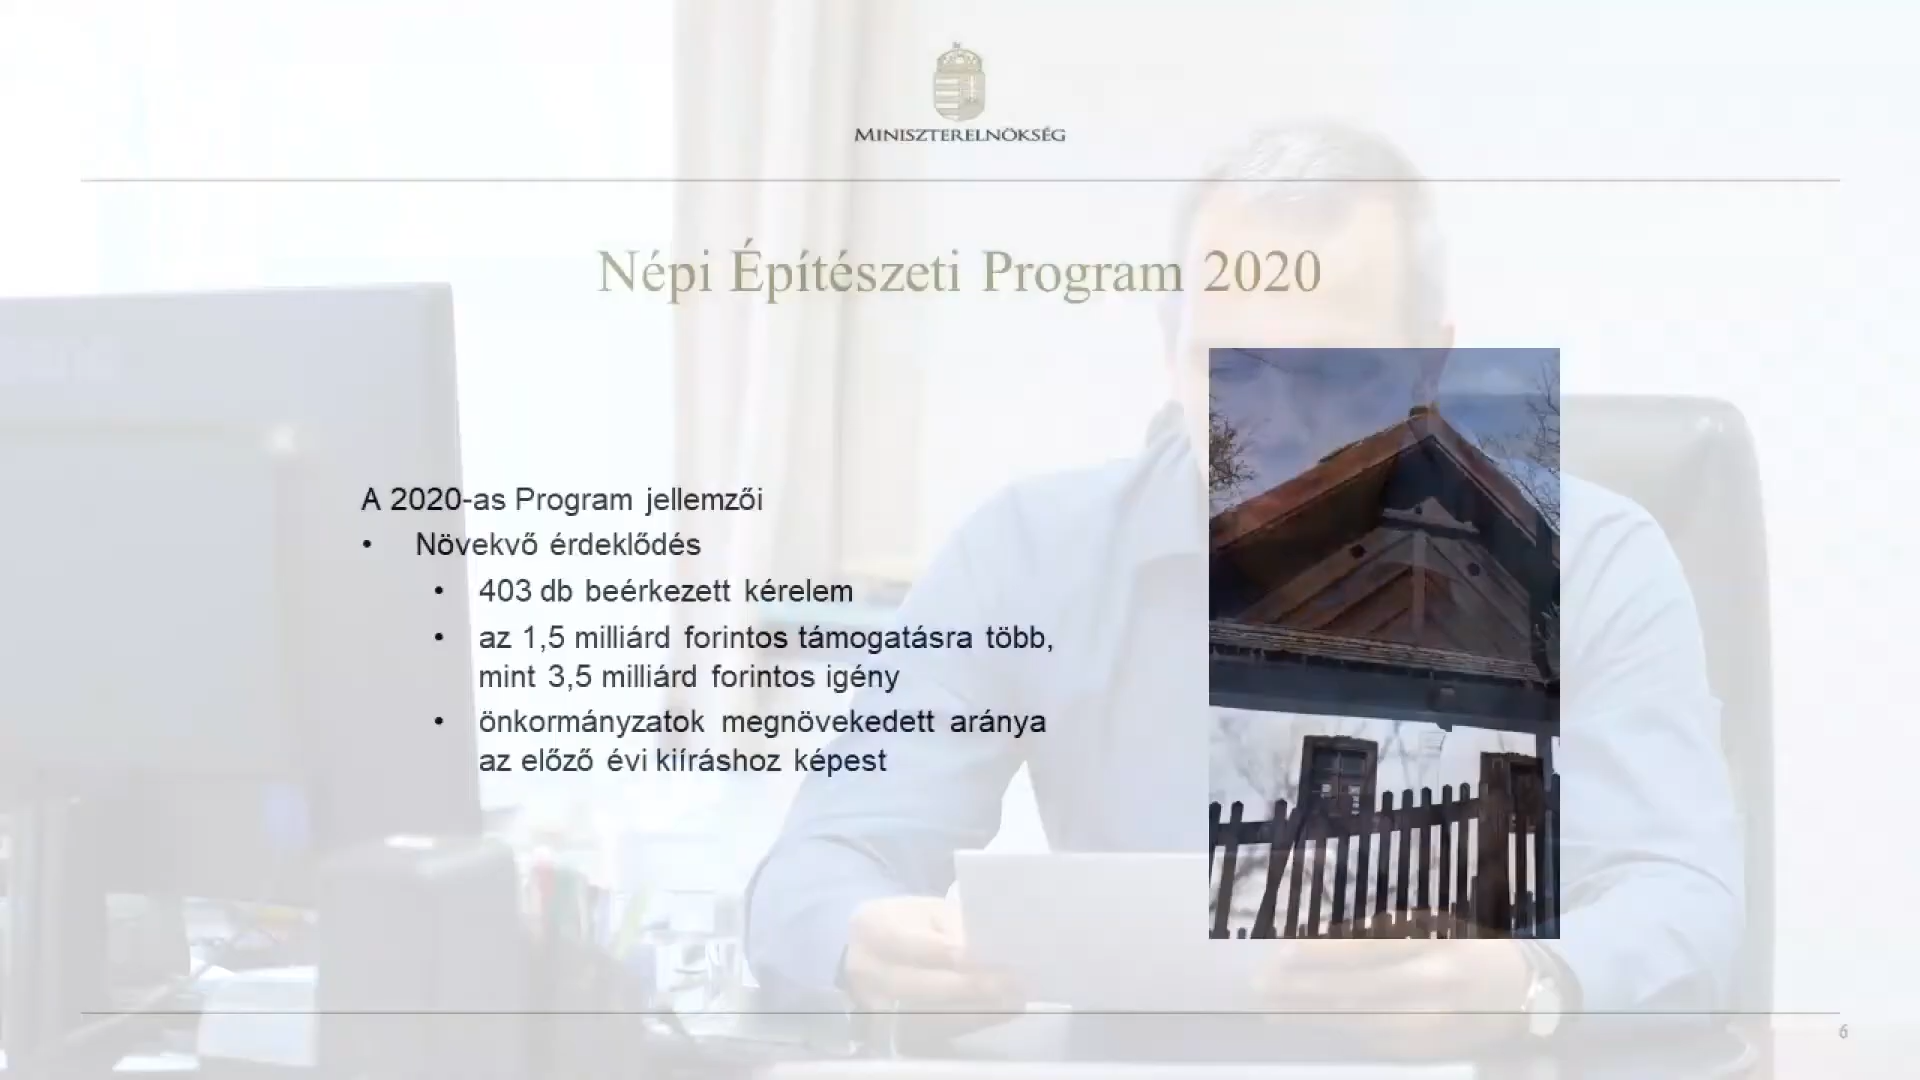 MINISZTERELNÖKSÉG
Népi Építészeti Program 2020
A 2020-as Program jellemzői
• Növekvő érdeklődés
• 403 db beérkezett kérelem
• az 1,5 milliárd forintos támogatásra több,
mint 3,5 milliárd forintos igény
• önkormányzatok megnövekedett aránya
az előző évi kiíráshoz képest
6